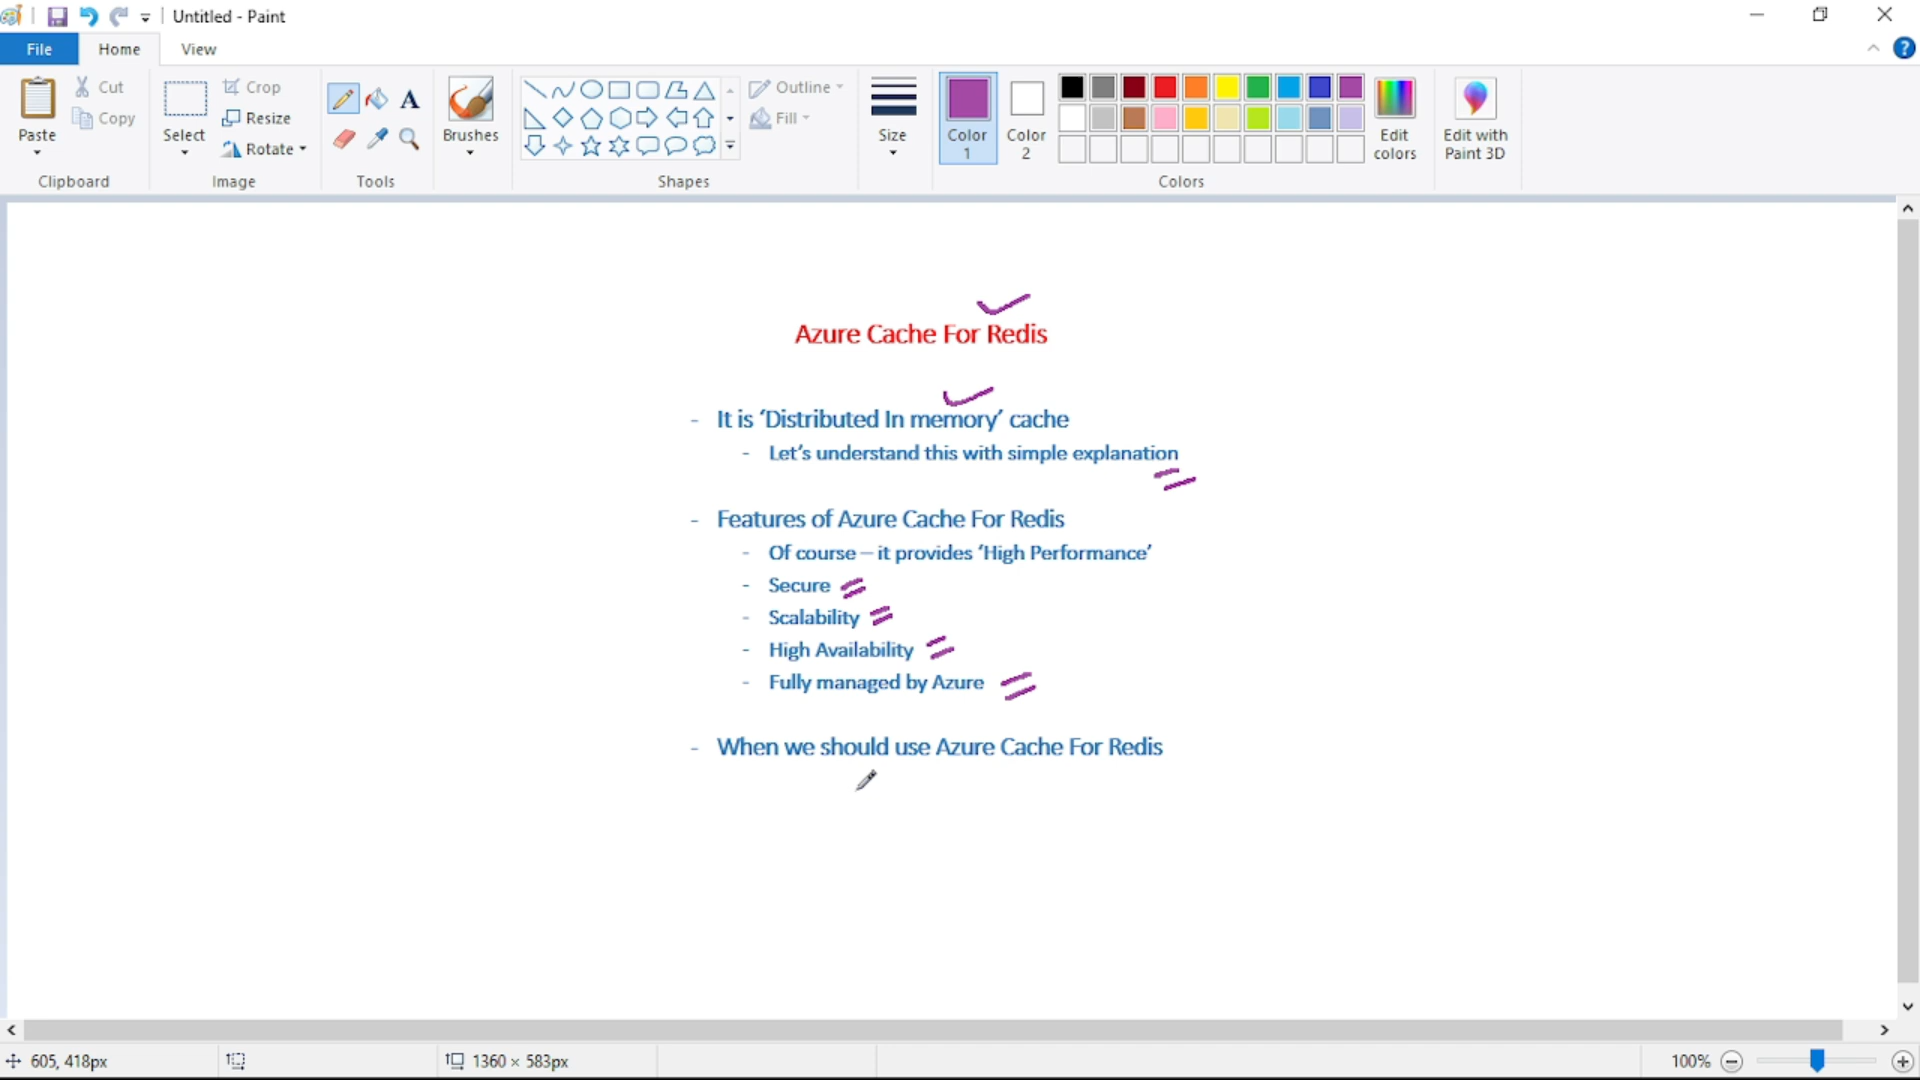 Untitled - Paint
File Home View
Paste
Cut
Copy
Clipboard
Select
Crop
Resize
Rotate
Image
A
Tools
Brushes
Outline
Fill
Shapes
Size
Color 1
Color 2
Edit colors
Edit with Paint 3D
Colors
Azure Cache For Redis
- It is ‘Distributed In memory’ cache
- Let’s understand this with simple explanation
- Features of Azure Cache For Redis
- Of course – it provides ‘High Performance’
- Secure
- Scalability
- High Availability
- Fully managed by Azure
- When we should use Azure Cache For Redis
605, 418px
1360 × 583px
100%